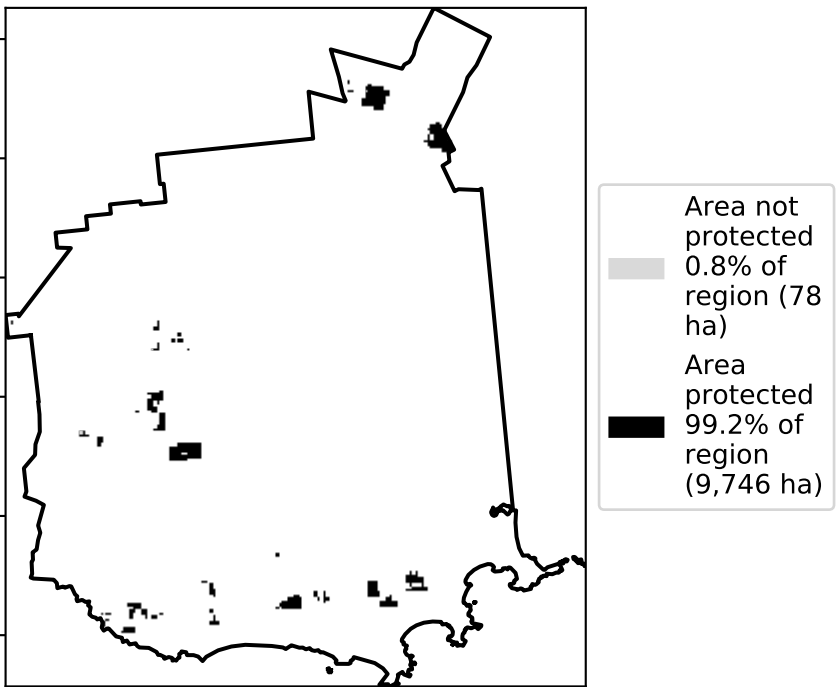 Area not
protected
0.8% of
region (78
ha)
Area
protected
99.2% of
region
(9,746 ha)